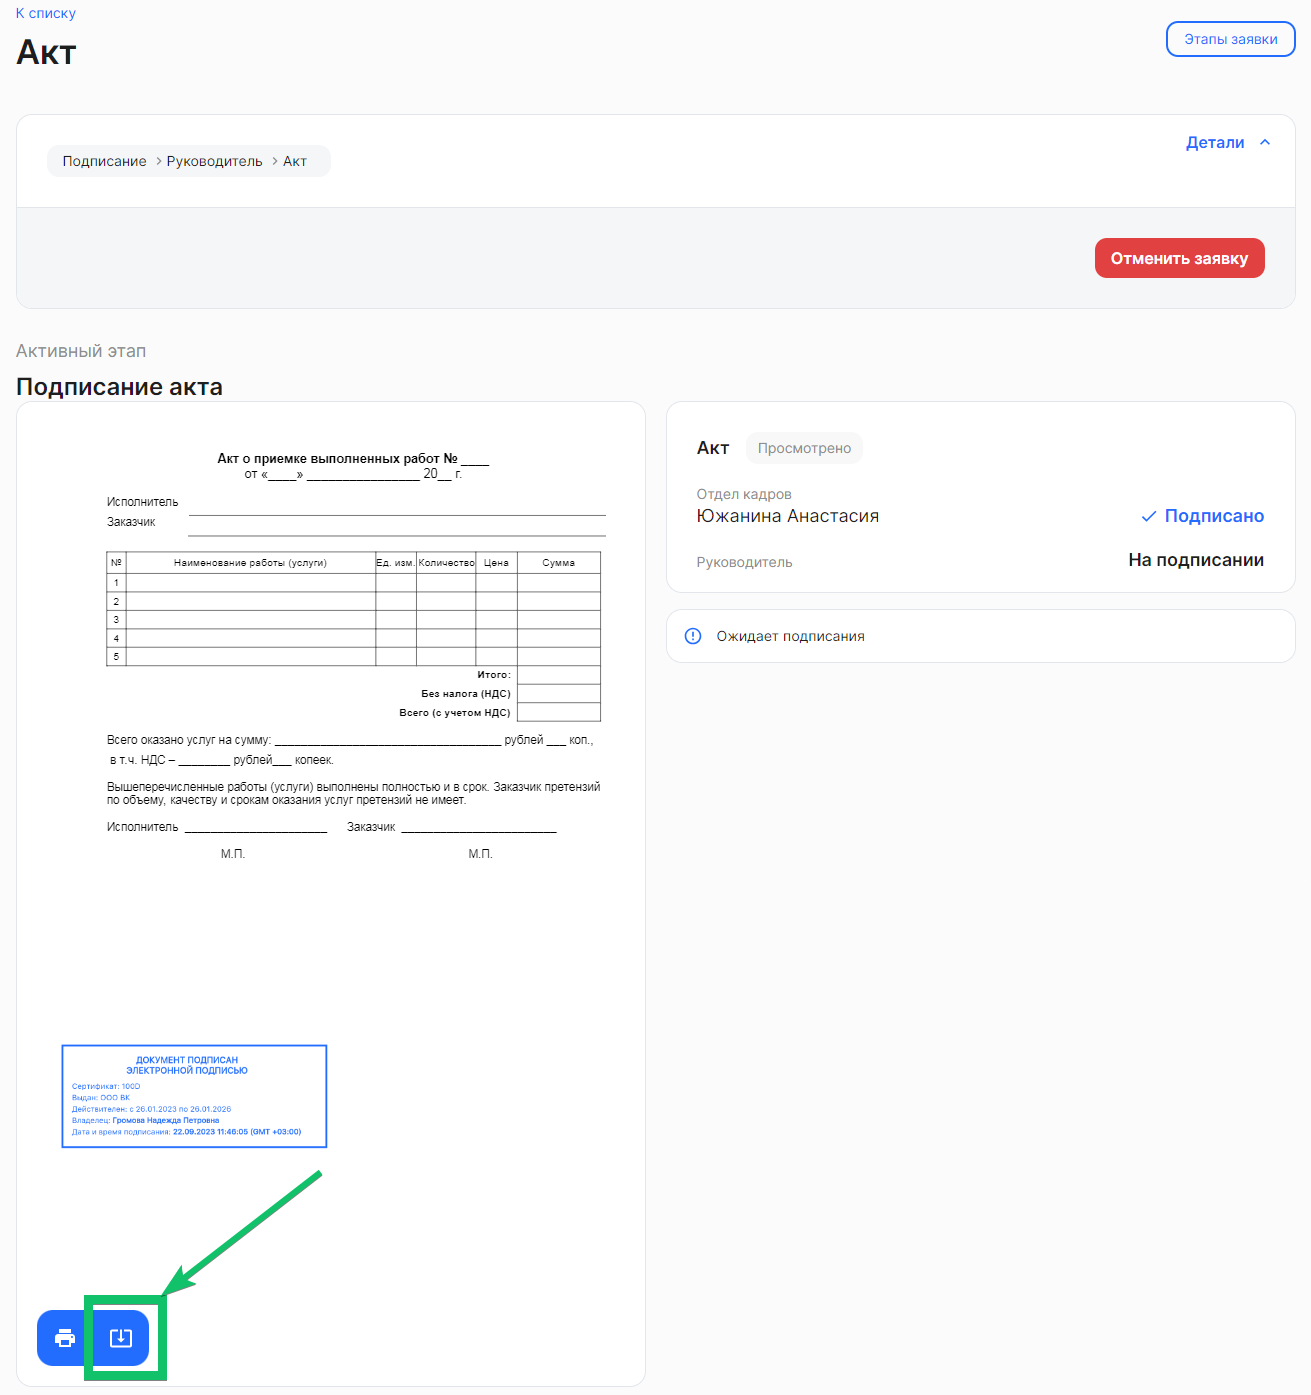 К списку
Акт
Этапы заявки
Детали
Подписание > Руководитель > Акт
Отменить заявку
Активный этап
Подписание акта
Акт о приемке выполненных работ № ____
от «____» ________________ 20__ г.
Исполнитель
Заказчик
№ Наименование работы (услуги) Ед. изм. Количество Цена Сумма
1
2
3
4
5
Итого:
Без налога (НДС)
Всего (с учетом НДС)
Всего оказано услуг на сумму: ___________________________________ рублей ___ коп.,
в т.ч. НДС – ________ рублей___ копеек.
Вышеперечисленные работы (услуги) выполнены полностью и в срок. Заказчик претензий
по объему, качеству и срокам оказания услуг претензий не имеет.
Исполнитель ______________________ Заказчик ________________________
М.П. М.П.
ДОКУМЕНТ ПОДПИСАН
ЭЛЕКТРОННОЙ ПОДПИСЬЮ
Сертификат: 100D
Выдан: ООО ВК
Действителен: с 26.01.2023 по 26.01.2026
Владелец: Громова Надежда Петровна
Дата и время подписания: 22.09.2023 11:46:05 (GMT +03:00)
Акт Просмотрено
Отдел кадров
Южанина Анастасия Подписано
Руководитель На подписании
Ожидает подписания